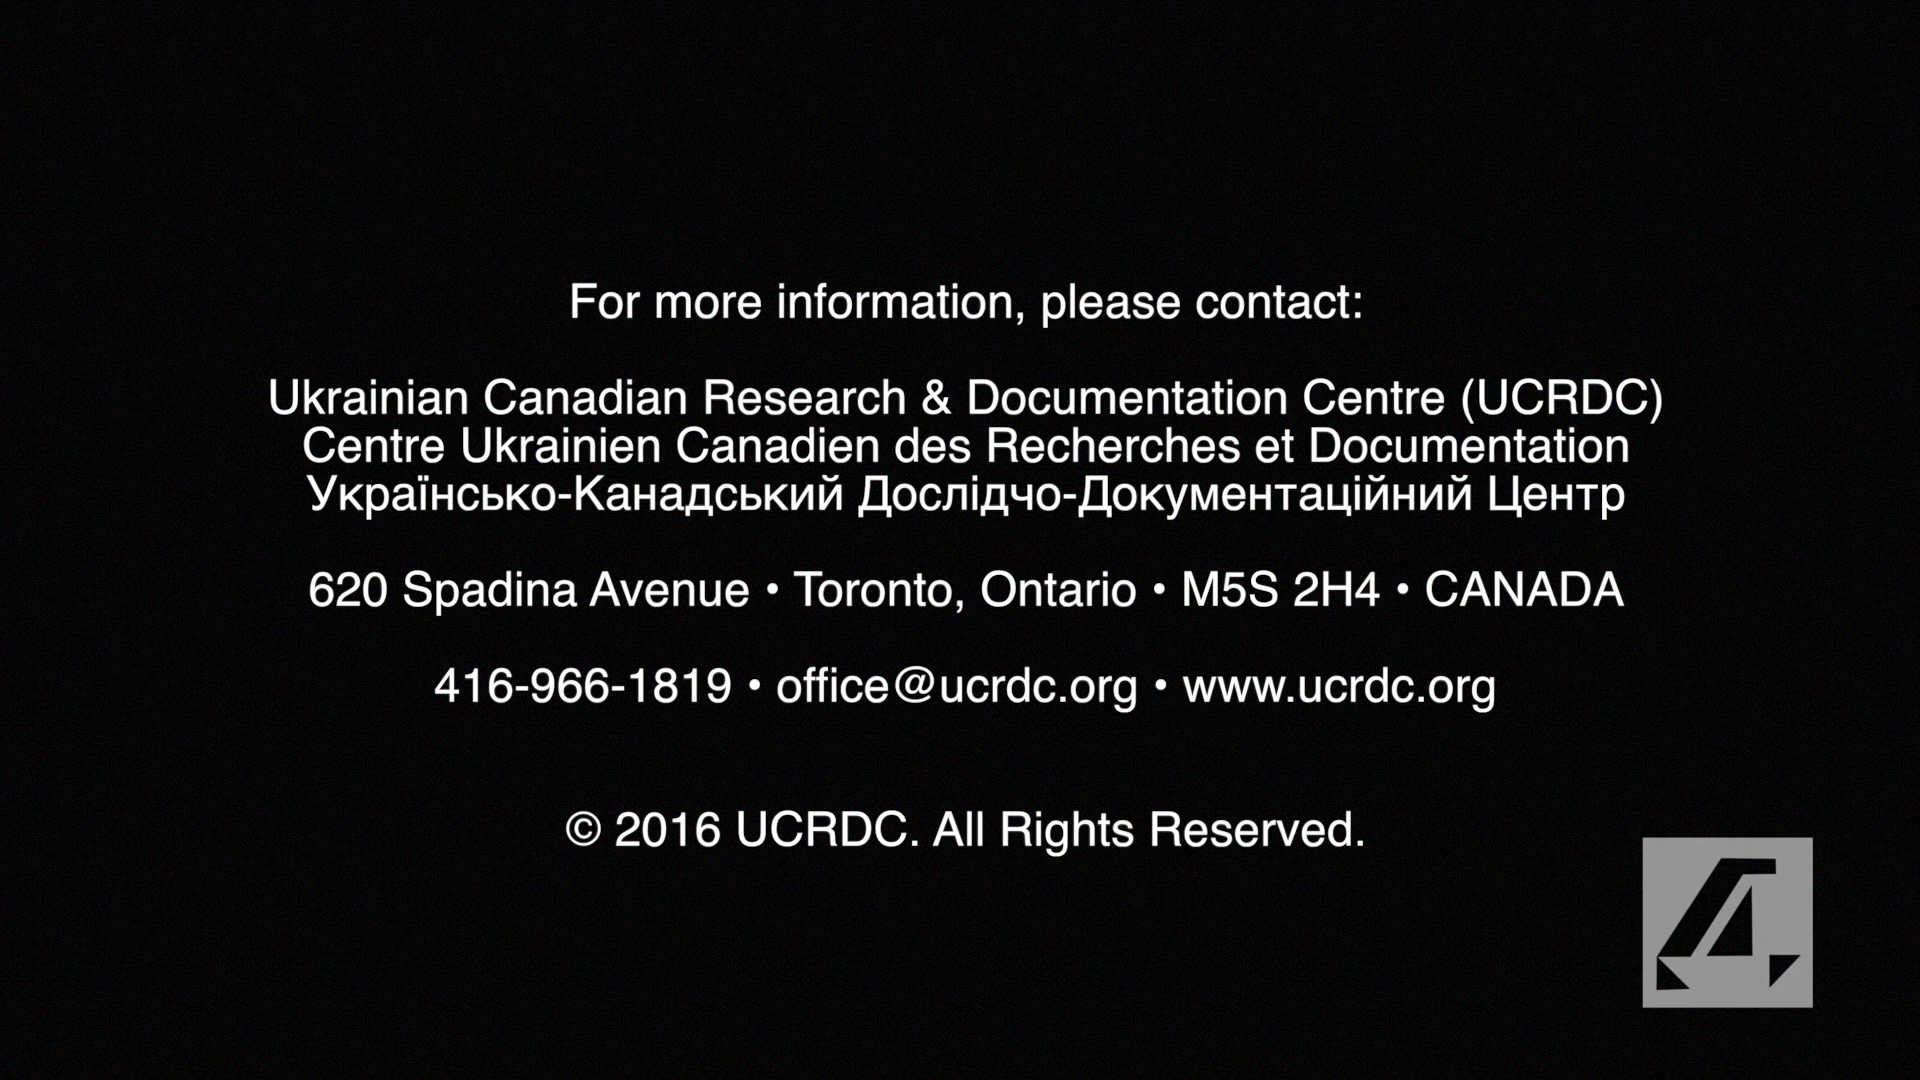 For more information, please contact:
Ukrainian Canadian Research & Documentation Centre (UCRDC)
Centre Ukrainien Canadien des Recherches et Documentation
Українсько-Канадський Дослідчо-Документаційний Центр
620 Spadina Avenue • Toronto, Ontario • M5S 2H4 • CANADA
416-966-1819 • office@ucrdc.org • www.ucrdc.org
© 2016 UCRDC. All Rights Reserved.
Д